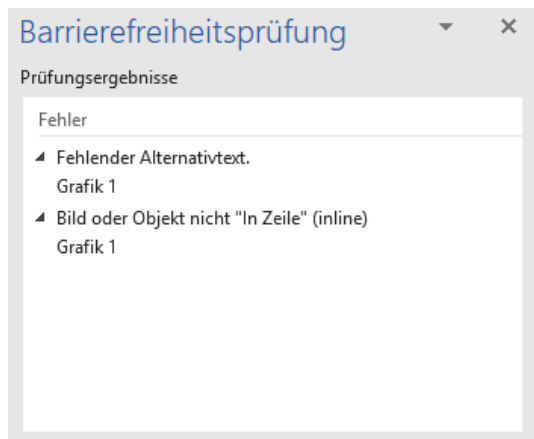 Barrierefreiheitsprüfung
Prüfungsergebnisse
Fehler
Fehlender Alternativtext.
Grafik 1
Bild oder Objekt nicht "In Zeile" (inline)
Grafik 1